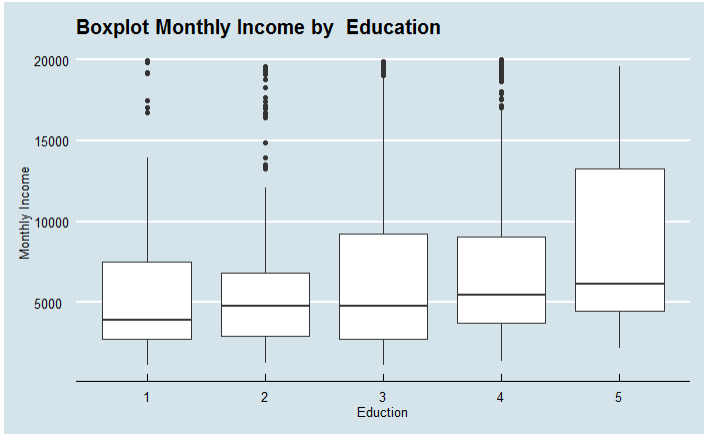 Boxplot Monthly Income by  Education
Monthly Income
20000
15000
10000
5000
1 2 3 4 5
Eduction